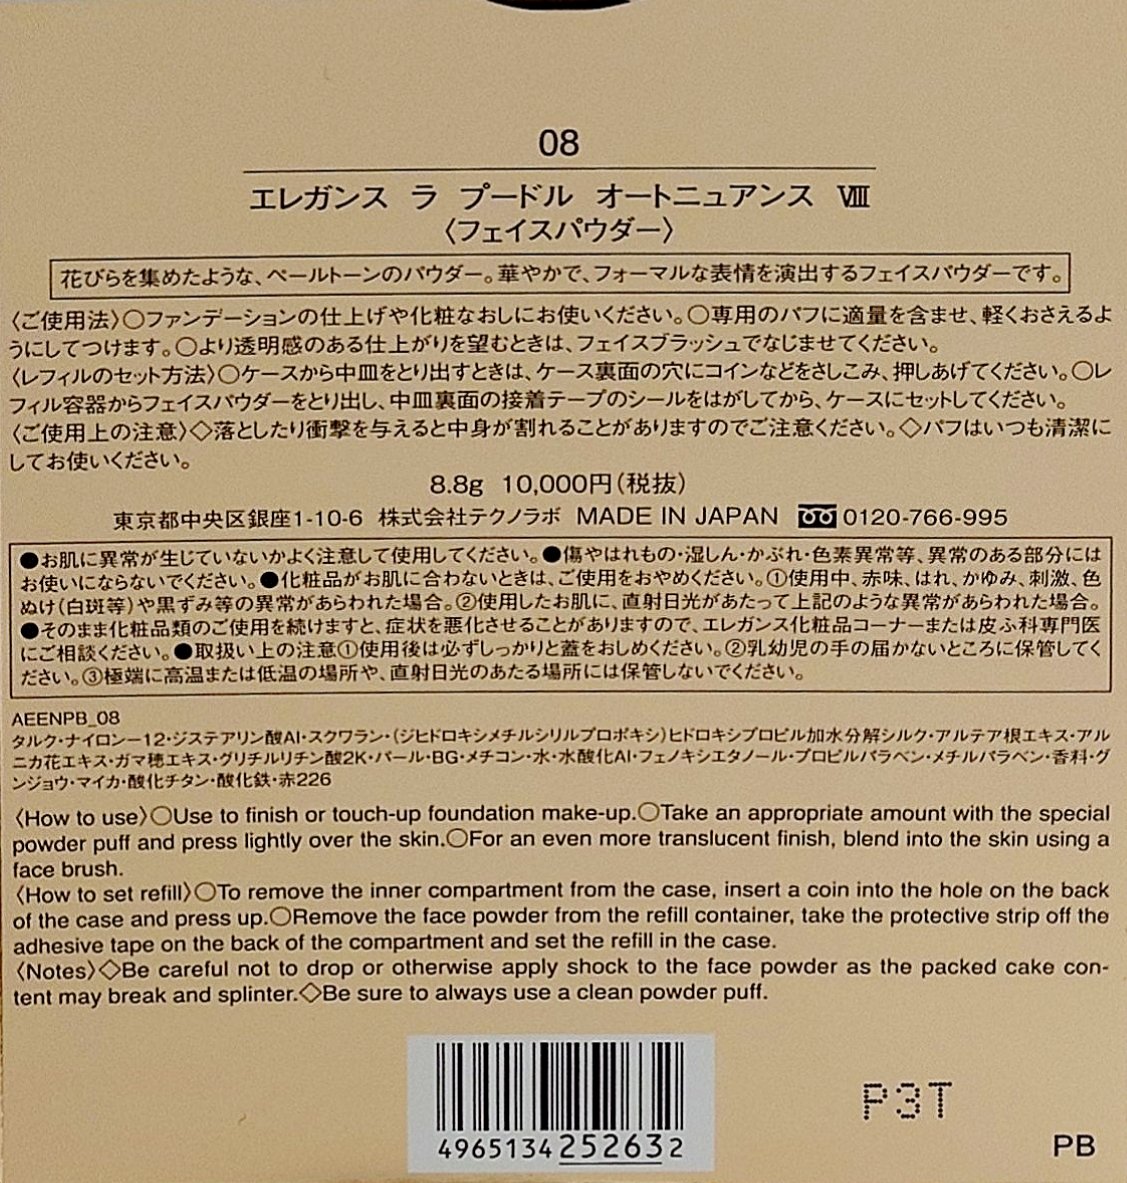 08
エレガンス ラ プードル オートニュアンス Ⅷ
〈フェイスパウダー〉
花びらを集めたような、ペールトーンのパウダー。華やかで、フォーマルな表情を演出するフェイスパウダーです。
〈ご使用法〉○ファンデーションの仕上げや化粧なおしにお使いください。○専用のパフに適量を含ませ、軽くおさえるよ
うにしてつけます。○より透明感のある仕上がりを望むときは、フェイスブラッシュでなじませてください。
〈レフィルのセット方法〉○ケースから中皿をとり出すときは、ケース裏面の穴にコインなどをさしこみ、押しあげてください。○レ
フィル容器からフェイスパウダーをとり出し、中皿裏面の接着テープのシールをはがしてから、ケースにセットしてください。
〈ご使用上の注意〉◇落としたり衝撃を与えると中身が割れることがありますのでご注意ください。◇パフはいつも清潔に
してお使いください。
8.8g 10,000円(税抜)
東京都中央区銀座1-10-6 株式会社テクノラボ MADE IN JAPAN 0120-766-995
●お肌に異常が生じていないかよく注意して使用してください。●傷やはれもの・湿しん・かぶれ・色素異常等、異常のある部分には
お使いにならないでください。●化粧品がお肌に合わないときは、ご使用をおやめください。①使用中、赤味、はれ、かゆみ、刺激、色
ぬけ(白斑等)や黒ずみ等の異常があらわれた場合。②使用したお肌に、直射日光があたって上記のような異常があらわれた場合。
●そのまま化粧品類のご使用を続けますと、症状を悪化させることがありますので、エレガンス化粧品コーナーまたは皮ふ科専門医
にご相談ください。●取扱い上の注意①使用後は必ずしっかりと蓋をおしめください。②乳幼児の手の届かないところに保管してく
ださい。③極端に高温または低温の場所や、直射日光のあたる場所には保管しないでください。
AEENPB_08
タルク・ナイロン-12・ジステアリン酸Al・スクワラン・(ジヒドロキシメチルシリルプロポキシ)ヒドロキシプロピル加水分解シルク・アルテア根エキス・アル
ニカ花エキス・ガマ穂エキス・グリチルリチン酸2K・パール・BG・メチコン・水・水酸化Al・フェノキシエタノール・プロピルパラベン・メチルパラベン・香料・グ
ンジョウ・マイカ・酸化チタン・酸化鉄・赤226
〈How to use〉○Use to finish or touch-up foundation make-up.○Take an appropriate amount with the special
powder puff and press lightly over the skin.○For an even more translucent finish, blend into the skin using a
face brush.
〈How to set refill〉○To remove the inner compartment from the case, insert a coin into the hole on the back
of the case and press up.○Remove the face powder from the refill container, take the protective strip off the
adhesive tape on the back of the compartment and set the refill in the case.
〈Notes〉◇Be careful not to drop or otherwise apply shock to the face powder as the packed cake con-
tent may break and splinter.◇Be sure to always use a clean powder puff.
4965134252632
P3T
PB